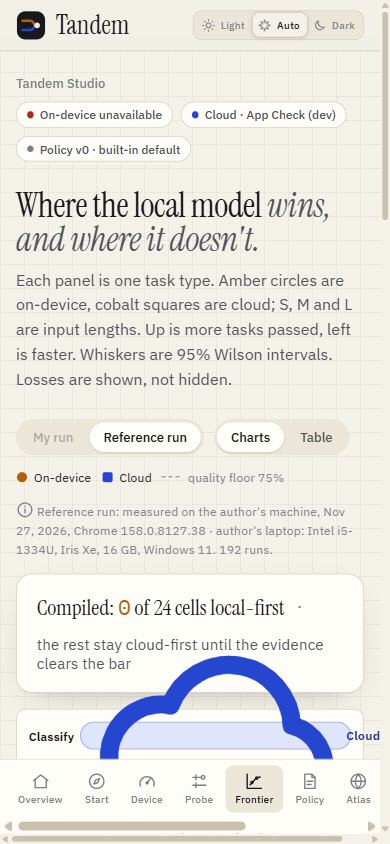 Tandem
Light Auto Dark
Tandem Studio
On-device unavailable
Cloud · App Check (dev)
Policy v0 · built-in default
Where the local model wins,
and where it doesn't.
Each panel is one task type. Amber circles are
on-device, cobalt squares are cloud; S, M and L
are input lengths. Up is more tasks passed, left
is faster. Whiskers are 95% Wilson intervals.
Losses are shown, not hidden.
My run Reference run Charts Table
On-device Cloud --- quality floor 75%
Reference run: measured on the author's machine, Nov
27, 2026, Chrome 158.0.8127.38 · author's laptop: Intel i5-
1334U, Iris Xe, 16 GB, Windows 11. 192 runs.
Compiled: 0 of 24 cells local-first ·
the rest stay cloud-first until the evidence
clears the bar
Classify Cloud
Overview Start Device Probe Frontier Policy Atlas